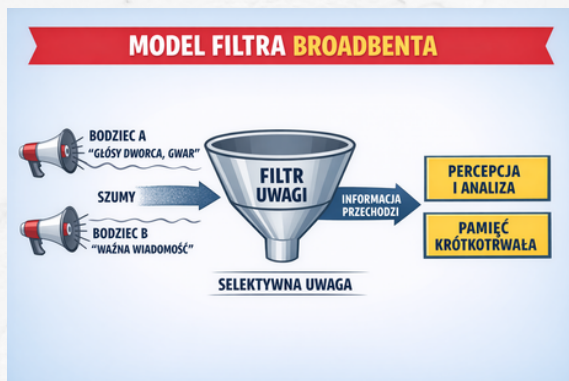 MODEL FILTRA BROADBENTA
BODZIEC A
"GŁÓSY DWORCA, GWAR"
SZUMY
BODZIEC B
"WAŻNA WIADOMOŚĆ"
FILTR
UWAGI
SELEKTYWNA UWAGA
INFORMACJA
PRZECHODZI
PERCEPCJA
I ANALIZA
PAMIĘĆ
KRÓTKOTRWAŁA